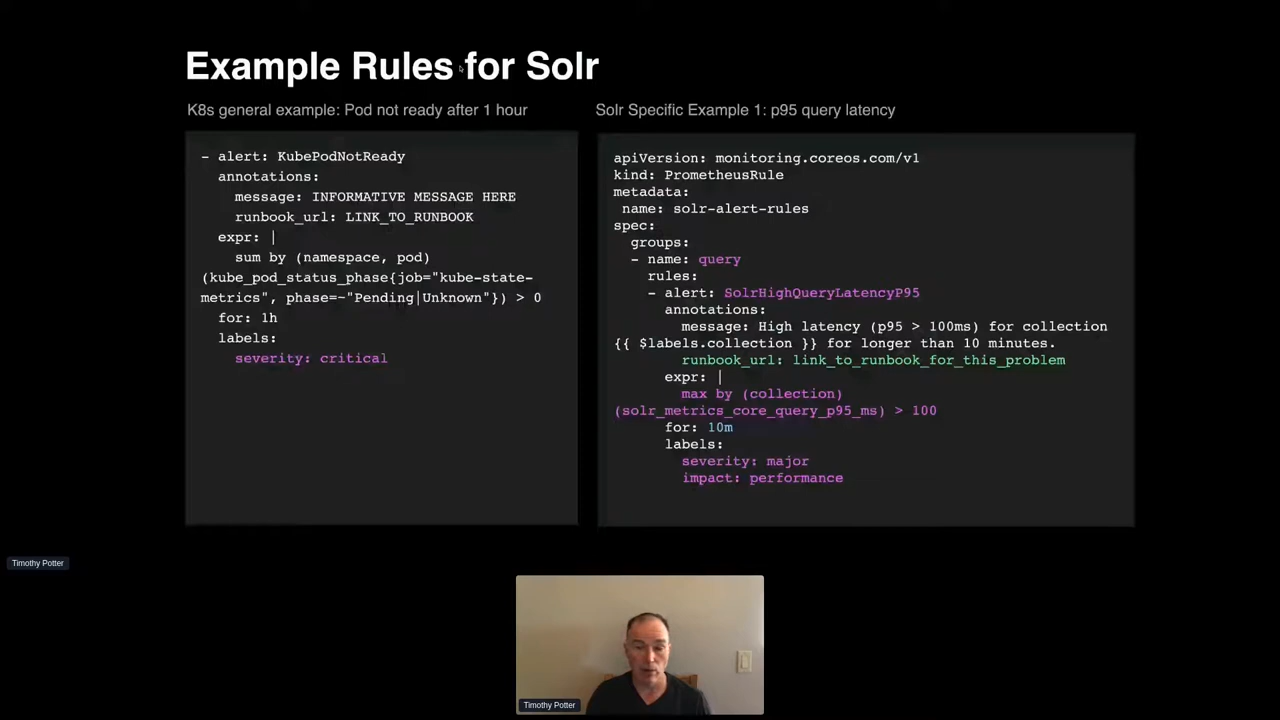 Example Rules for Solr
K8s general example: Pod not ready after 1 hour
- alert: KubePodNotReady
annotations:
message: INFORMATIVE MESSAGE HERE
runbook_url: LINK_TO_RUNBOOK
expr: |
sum by (namespace, pod)
(kube_pod_status_phase{job="kube-state-
metrics", phase=~"Pending|Unknown"}) > 0
for: 1h
labels:
severity: critical
Solr Specific Example 1: p95 query latency
apiVersion: monitoring.coreos.com/v1
kind: PrometheusRule
metadata:
name: solr-alert-rules
spec:
groups:
- name: query
rules:
- alert: SolrHighQueryLatencyP95
annotations:
message: High latency (p95 > 100ms) for collection
{{ $labels.collection }} for longer than 10 minutes.
runbook_url: link_to_runbook_for_this_problem
expr: |
max by (collection)
(solr_metrics_core_query_p95_ms) > 100
for: 10m
labels:
severity: major
impact: performance
Timothy Potter
Timothy Potter